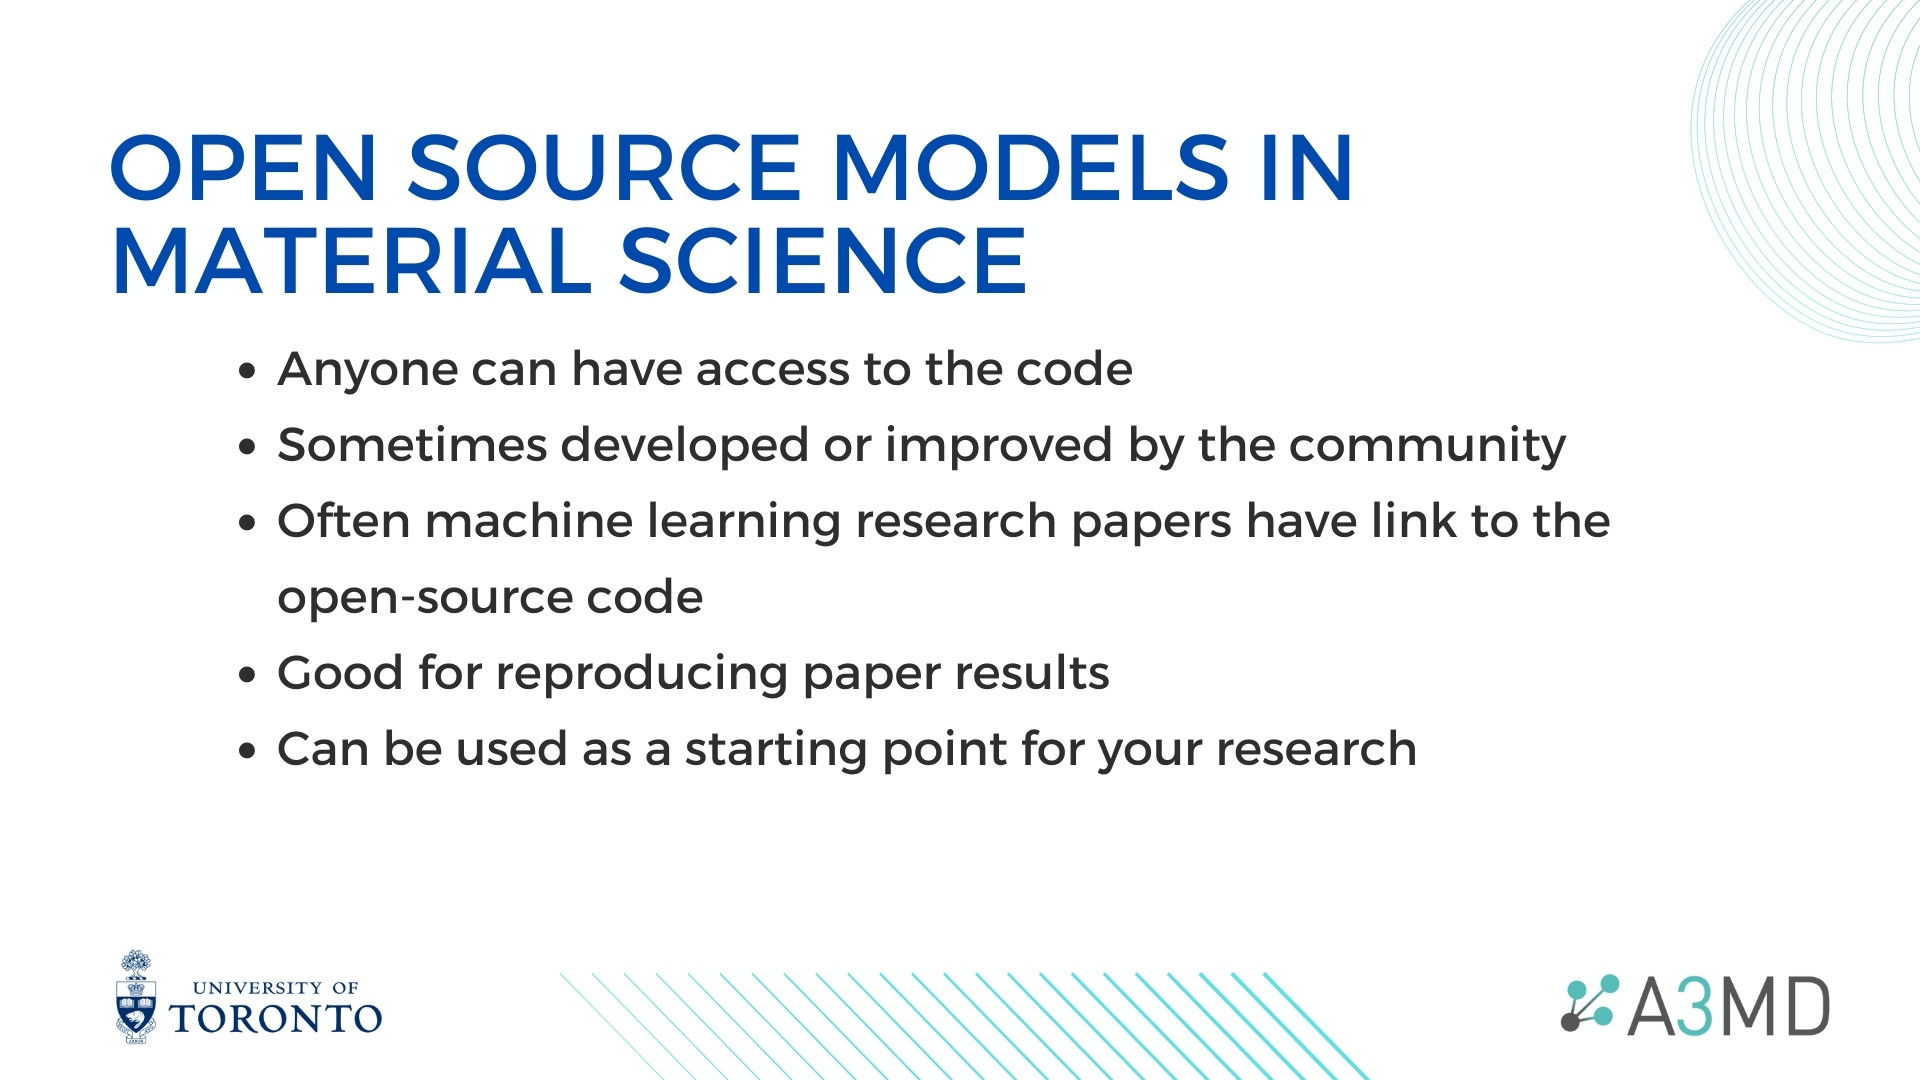 OPEN SOURCE MODELS IN
MATERIAL SCIENCE
• Anyone can have access to the code
• Sometimes developed or improved by the community
• Often machine learning research papers have link to the
open-source code
• Good for reproducing paper results
• Can be used as a starting point for your research
UNIVERSITY OF
TORONTO
A3MD